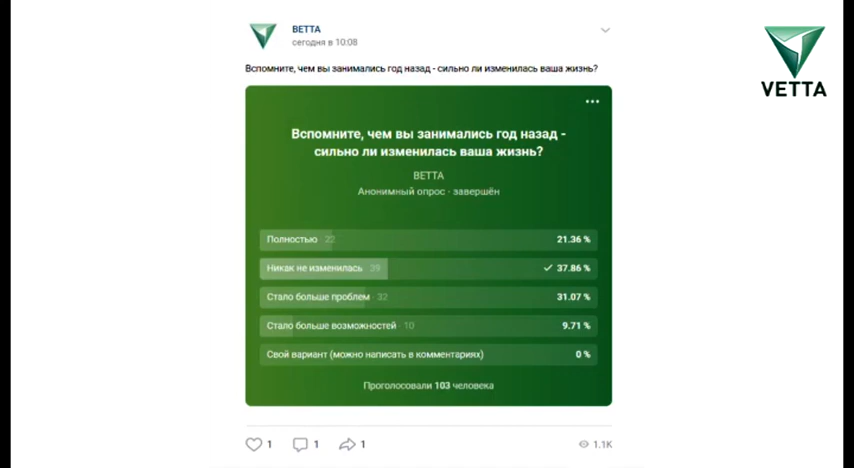 ВЕТТА
сегодня в 10:08
VETTA
Вспомните, чем вы занимались год назад - сильно ли изменилась ваша жизнь?
Вспомните, чем вы занимались год назад -
сильно ли изменилась ваша жизнь?
ВЕТТА
Анонимный опрос · завершён
Полностью · 22 21.36 %
Никак не изменилась · 39 37.86 %
Стало больше проблем · 32 31.07 %
Стало больше возможностей · 10 9.71 %
Свой вариант (можно написать в комментариях) 0 %
Проголосовали 103 человека
1 1 1 1.1K